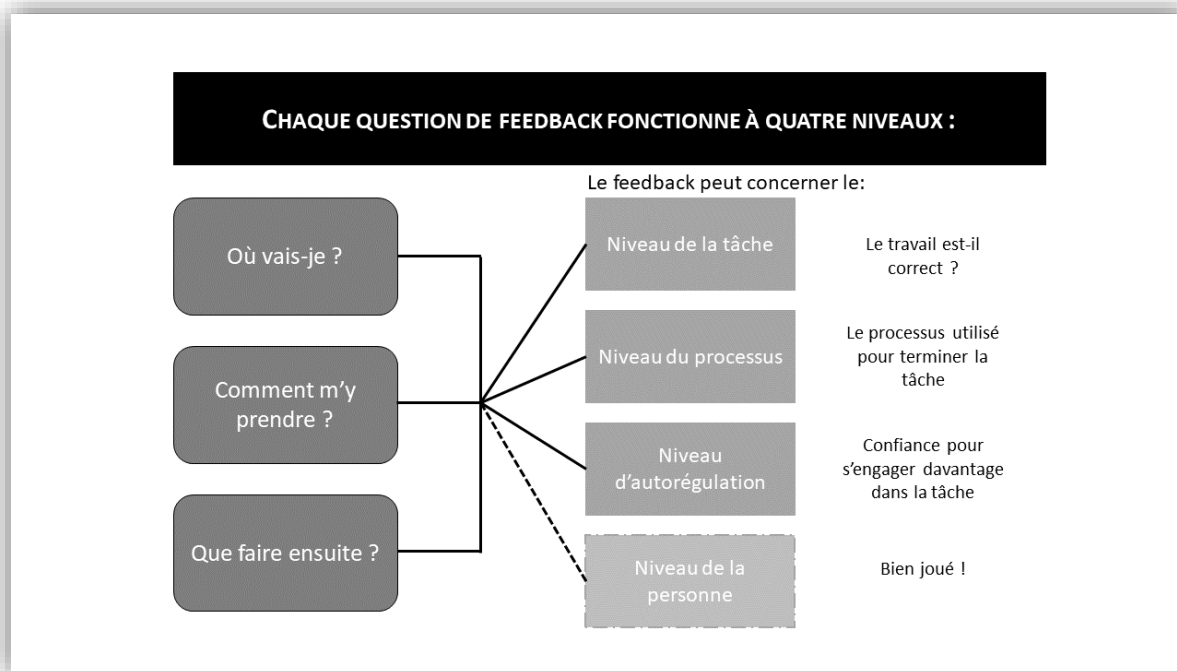 CHAQUE QUESTION DE FEEDBACK FONCTIONNE À QUATRE NIVEAUX :
Le feedback peut concerner le:
Où vais-je ?
Comment m’y
prendre ?
Que faire ensuite ?
Niveau de la tâche
Le travail est-il
correct ?
Niveau du processus
Le processus utilisé
pour terminer la
tâche
Niveau
d’autorégulation
Confiance pour
s’engager davantage
dans la tâche
Niveau de la
personne
Bien joué !